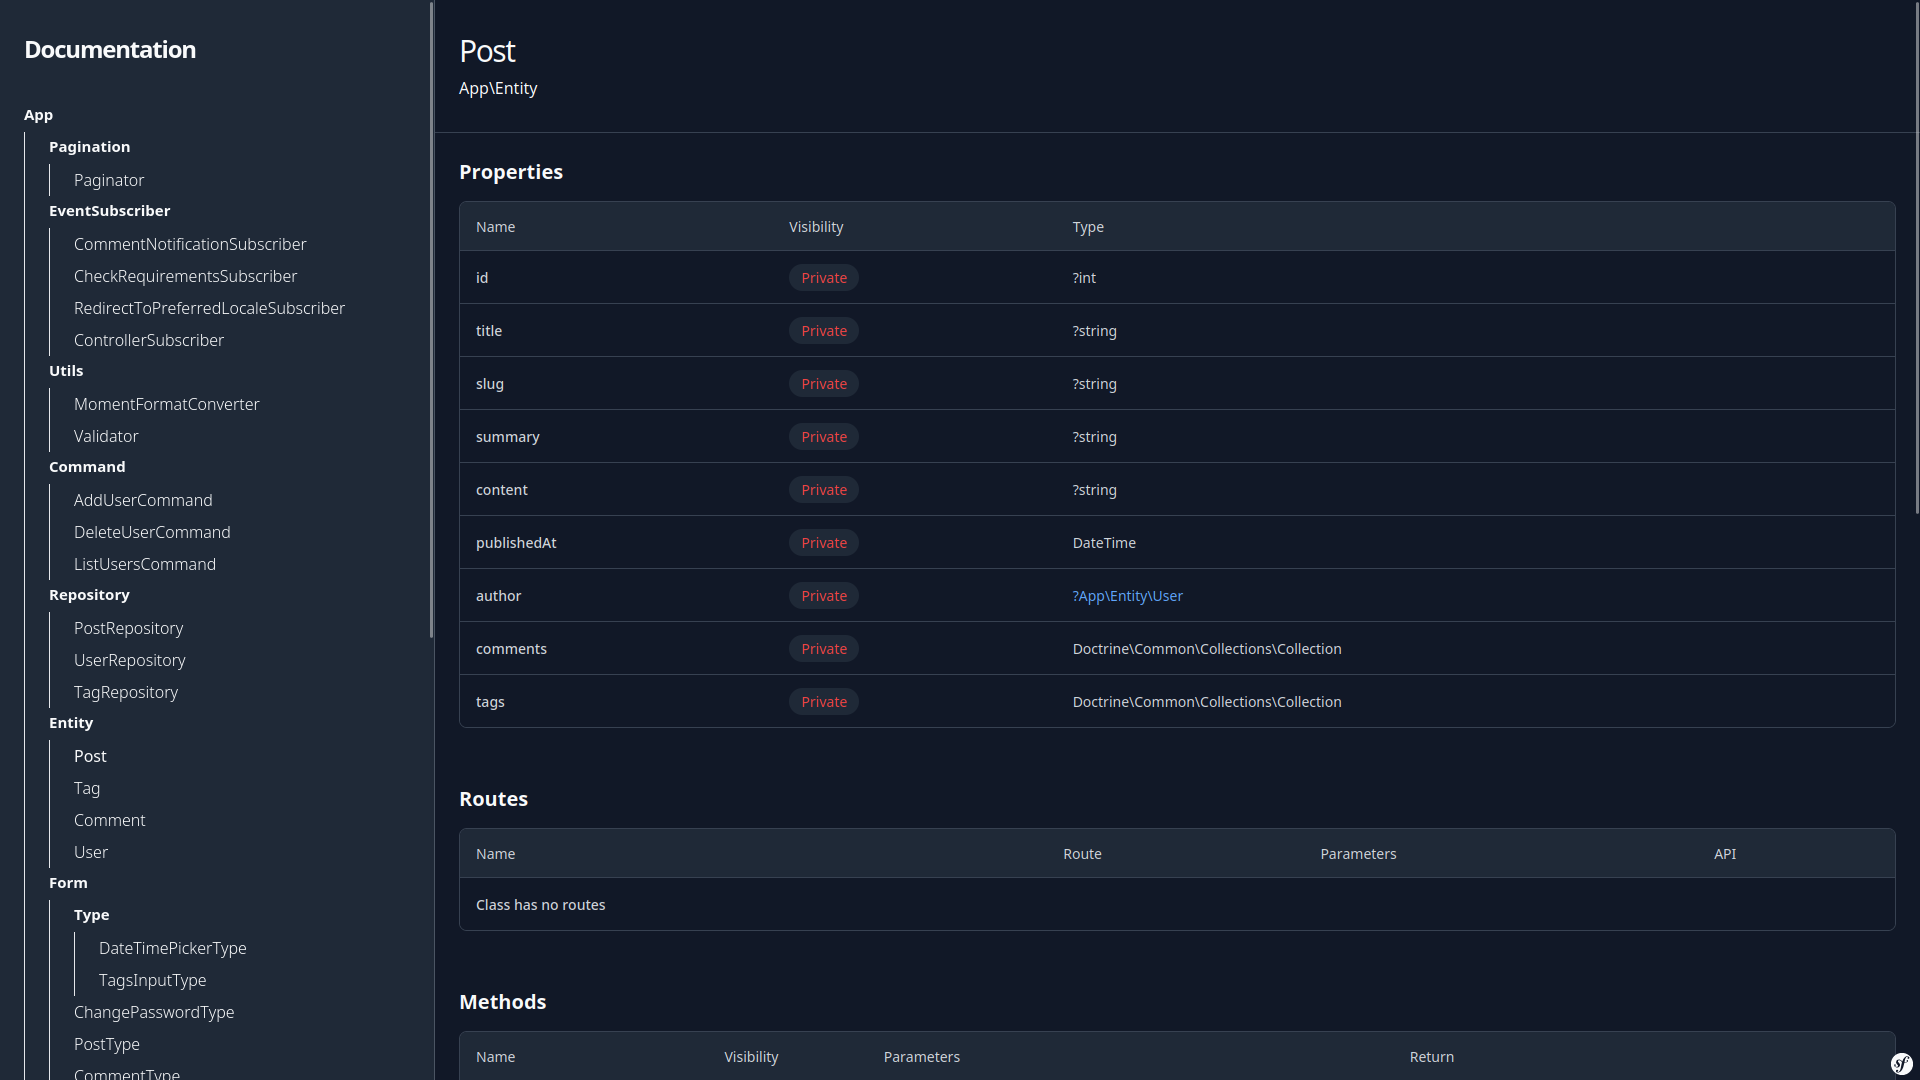 Documentation
App
Pagination
Paginator
EventSubscriber
CommentNotificationSubscriber
CheckRequirementsSubscriber
RedirectToPreferredLocaleSubscriber
ControllerSubscriber
Utils
MomentFormatConverter
Validator
Command
AddUserCommand
DeleteUserCommand
ListUsersCommand
Repository
PostRepository
UserRepository
TagRepository
Entity
Post
Tag
Comment
User
Form
Type
DateTimePickerType
TagsInputType
ChangePasswordType
PostType
CommentType
Post
App\Entity
Properties
Name Visibility Type
id Private ?int
title Private ?string
slug Private ?string
summary Private ?string
content Private ?string
publishedAt Private DateTime
author Private ?App\Entity\User
comments Private Doctrine\Common\Collections\Collection
tags Private Doctrine\Common\Collections\Collection
Routes
Name Route Parameters API
Class has no routes
Methods
Name Visibility Parameters Return
sf